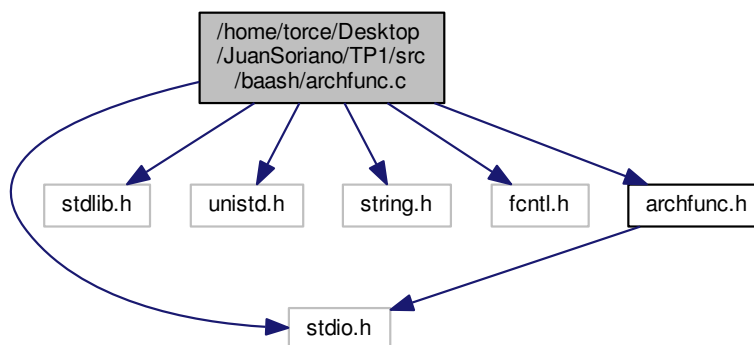 /home/torce/Desktop
/JuanSoriano/TP1/src
/baash/archfunc.c
stdlib.h
unistd.h
string.h
fcntl.h
archfunc.h
stdio.h